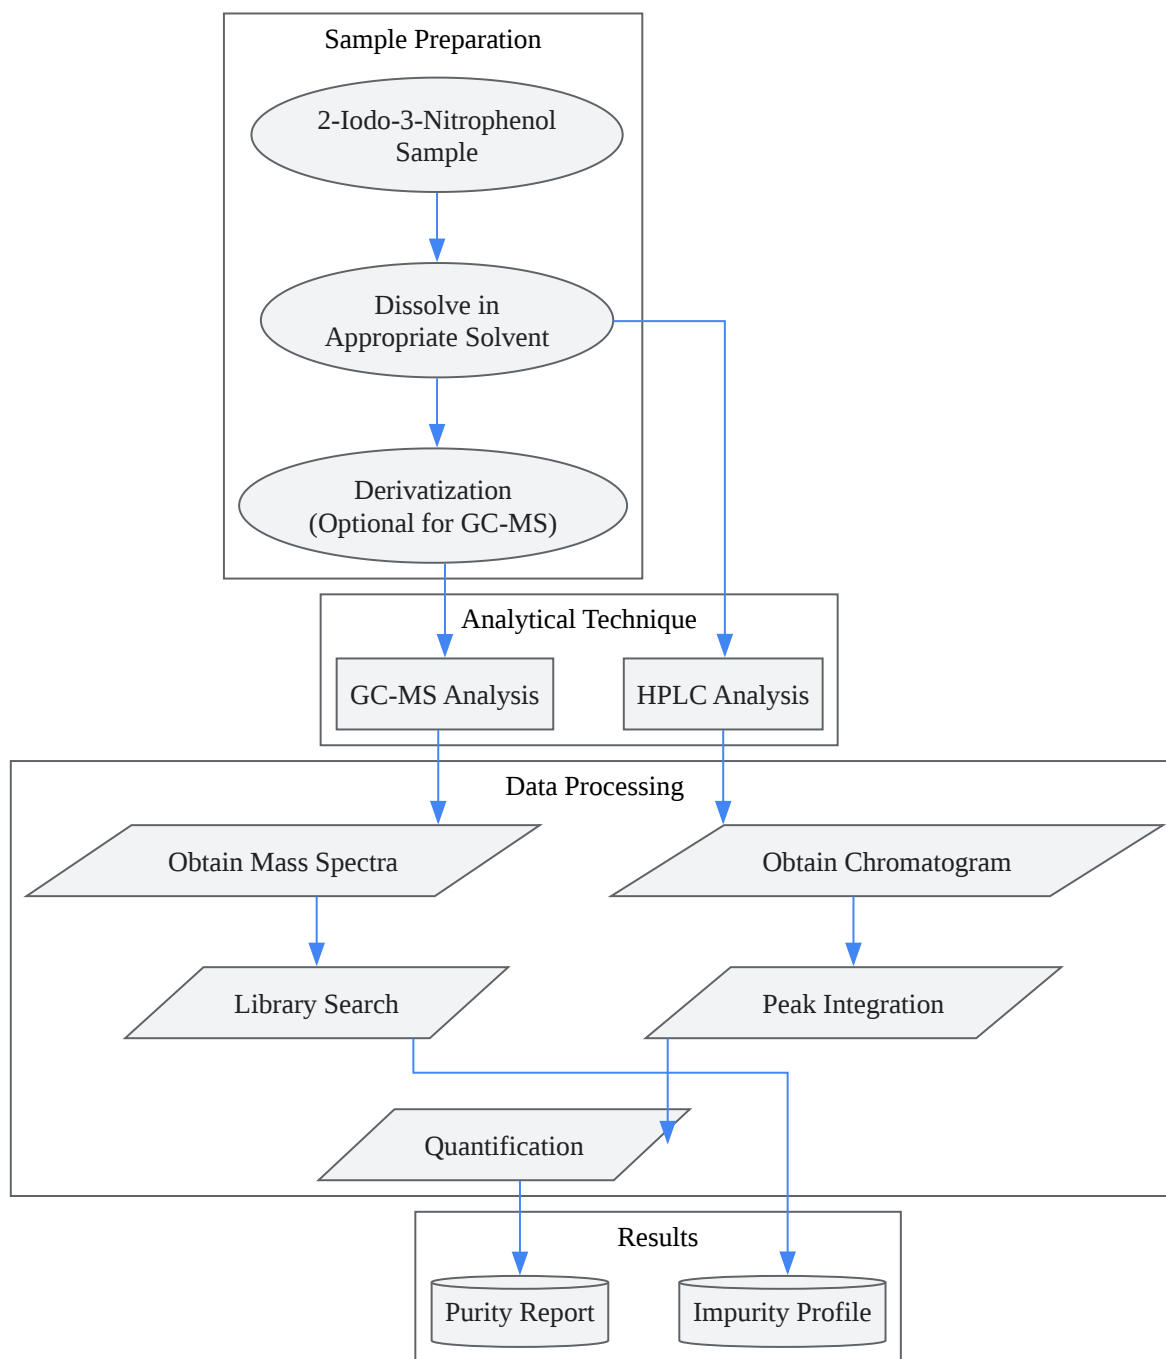 Sample Preparation
2-Iodo-3-Nitrophenol
Sample
Dissolve in
Appropriate Solvent
Derivatization
(Optional for GC-MS)
Analytical Technique
GC-MS Analysis
HPLC Analysis
Data Processing
Obtain Mass Spectra
Obtain Chromatogram
Library Search
Peak Integration
Quantification
Results
Purity Report
Impurity Profile